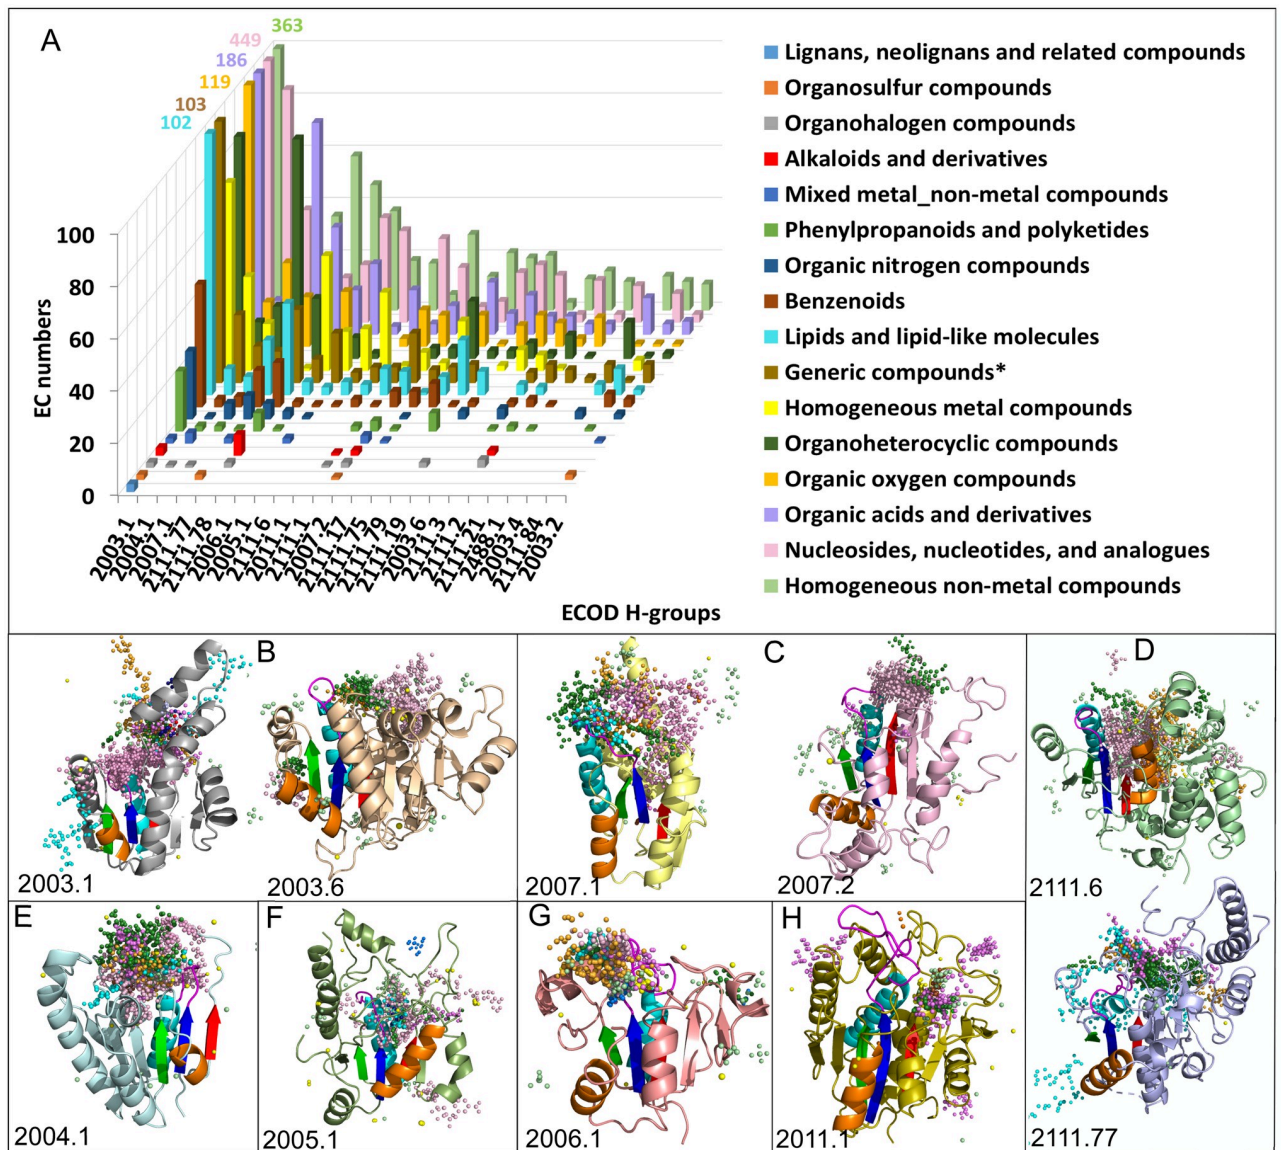 A
363
449
186
119
103
102
100
80
60
40
20
0
EC numbers
2003.1
2004.1
2007.1
2111.77
2111.78
2006.1
2005.1
2111.6
2011.1
2111.1
2007.2
2111.17
2111.75
2111.79
2111.19
2003.6
2111.3
2111.2
2111.21
2488.1
2003.4
2111.84
2003.2
ECOD H-groups
Lignans, neolignans and related compounds
Organosulfur compounds
Organohalogen compounds
Alkaloids and derivatives
Mixed metal_non-metal compounds
Phenylpropanoids and polyketides
Organic nitrogen compounds
Benzenoids
Lipids and lipid-like molecules
Generic compounds*
Homogeneous metal compounds
Organoheterocyclic compounds
Organic oxygen compounds
Organic acids and derivatives
Nucleosides, nucleotides, and analogues
Homogeneous non-metal compounds
B
C
D
2003.1
2003.6
2007.1
2007.2
2111.6
E
F
G
H
2004.1
2005.1
2006.1
2011.1
2111.77